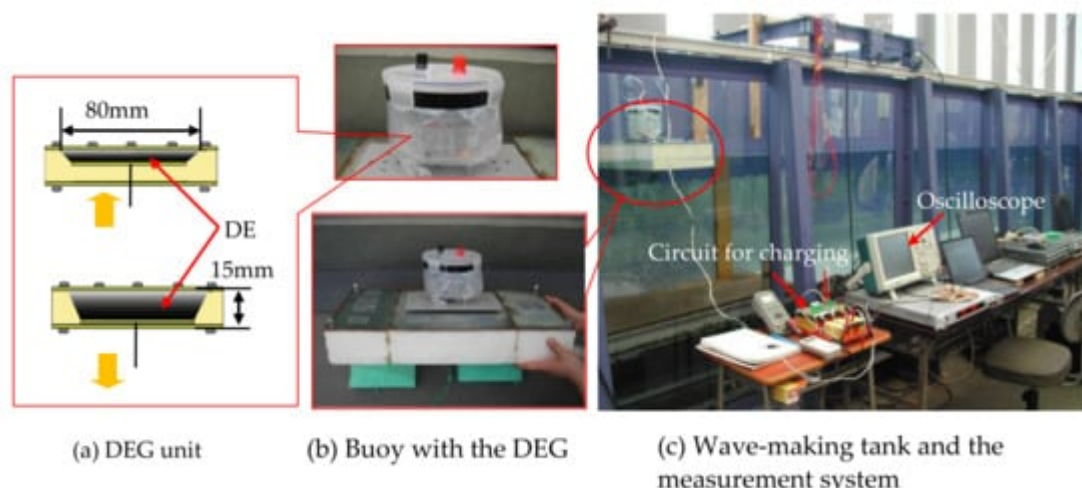 80mm
DE
15mm
Oscilloscope
Circuit for charging
(a) DEG unit
(b) Buoy with the DEG
(c) Wave-making tank and the
measurement system